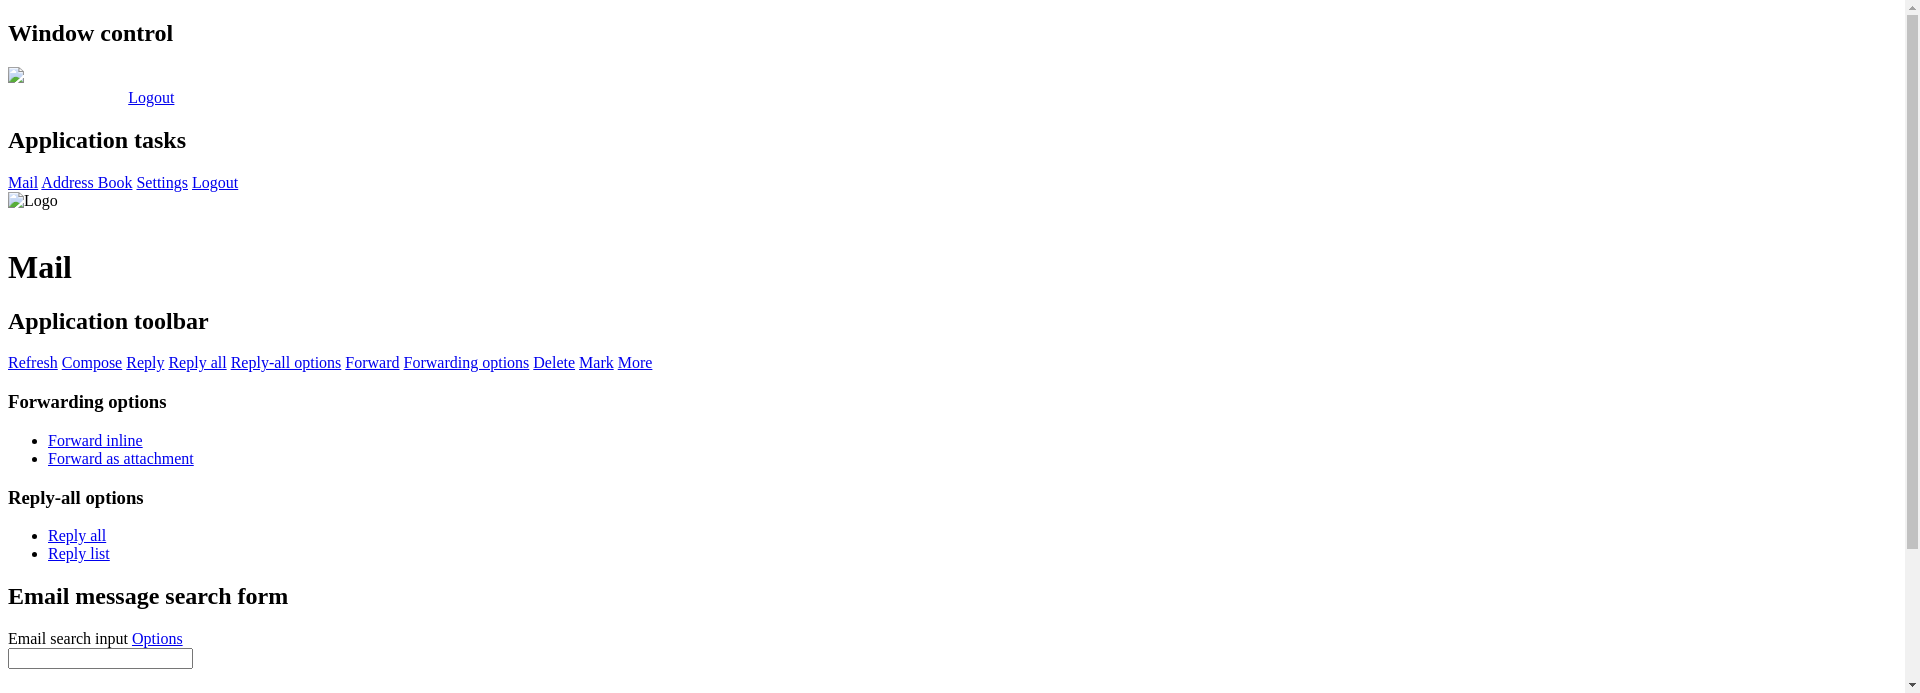 Window control
Logout
Application tasks
Mail Address Book Settings Logout
Logo
Mail
Application toolbar
Refresh Compose Reply Reply all Reply-all options Forward Forwarding options Delete Mark More
Forwarding options
Forward inline
Forward as attachment
Reply-all options
Reply all
Reply list
Email message search form
Email search input Options